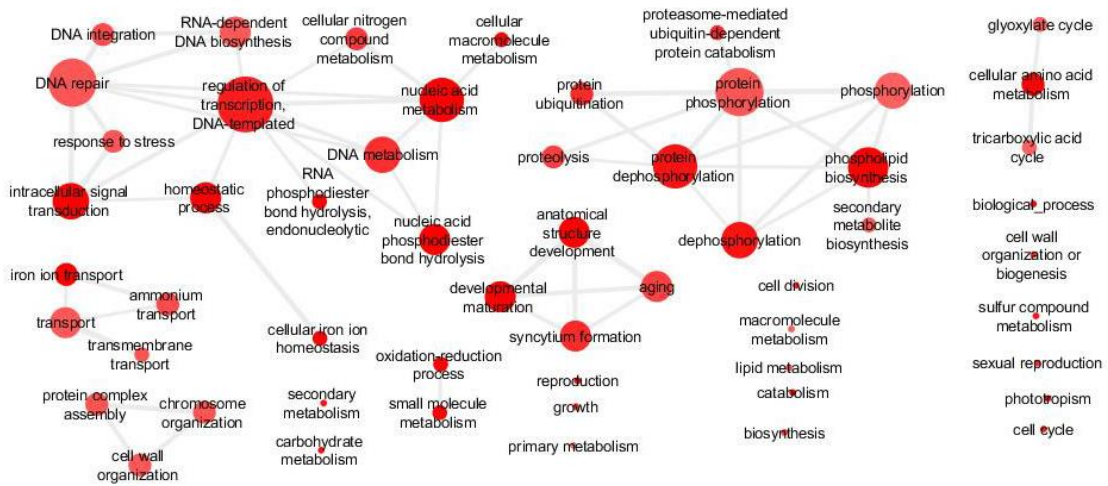 DNA integration
RNA-dependent
DNA biosynthesis
cellular nitrogen
compound
metabolism
cellular
macromolecule
metabolism
proteasome-mediated
ubiquitin-dependent
protein catabolism
glyoxylate cycle
DNA repair
regulation of
transcription,
DNA-templated
nucleic acid
metabolism
protein
ubiquitination
protein
phosphorylation
phosphorylation
cellular amino acid
metabolism
response to stress
DNA metabolism
proteolysis
protein
dephosphorylation
phospholipid
biosynthesis
tricarboxylic acid
cycle
intracellular signal
transduction
homeostatic
process
RNA
phosphodiester
bond hydrolysis,
endonucleolytic
nucleic acid
phosphodiester
bond hydrolysis
anatomical
structure
development
dephosphorylation
secondary
metabolite
biosynthesis
biological_process
cell wall
organization or
biogenesis
iron ion transport
ammonium
transport
transport
transmembrane
transport
developmental
maturation
aging
syncytium formation
cell division
macromolecule
metabolism
sulfur compound
metabolism
cellular iron ion
homeostasis
oxidation-reduction
process
small molecule
metabolism
reproduction
growth
primary metabolism
lipid metabolism
catabolism
biosynthesis
sexual reproduction
phototropism
cell cycle
protein complex
assembly
chromosome
organization
cell wall
organization
secondary
metabolism
carbohydrate
metabolism